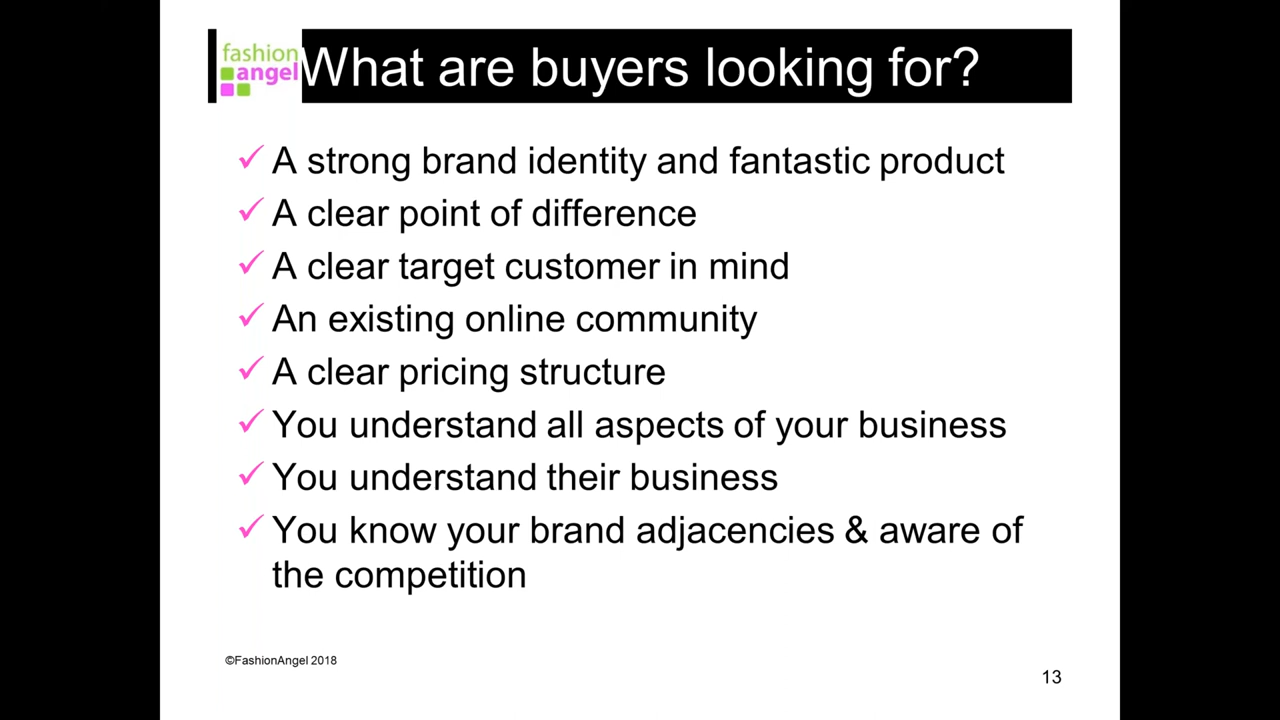 fashion
angel
What are buyers looking for?
✓ A strong brand identity and fantastic product
✓ A clear point of difference
✓ A clear target customer in mind
✓ An existing online community
✓ A clear pricing structure
✓ You understand all aspects of your business
✓ You understand their business
✓ You know your brand adjacencies & aware of
the competition
©FashionAngel 2018
13